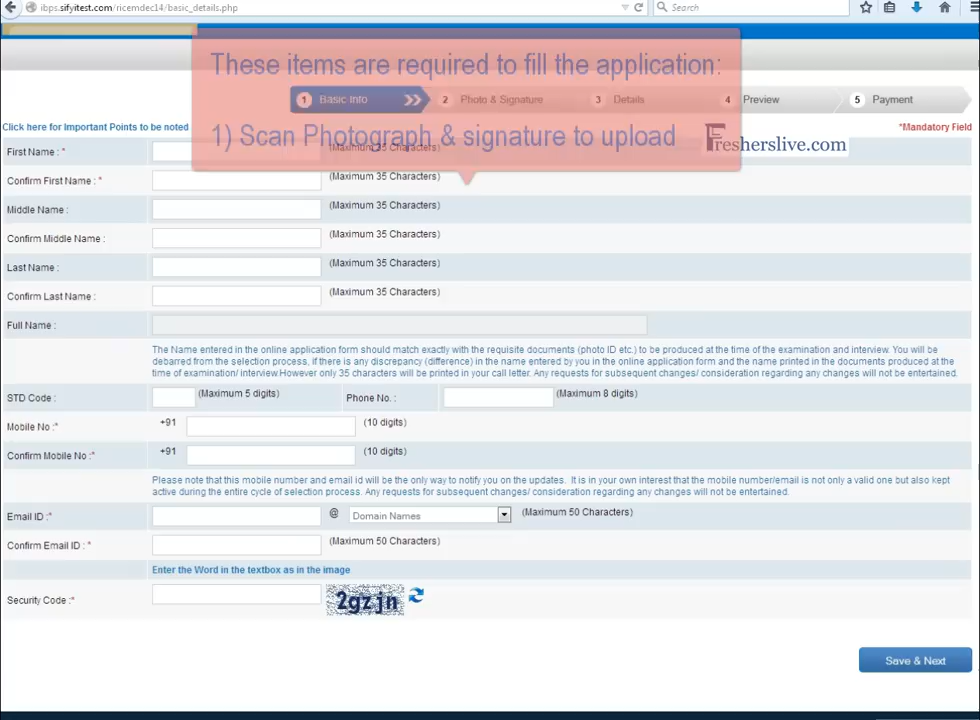 ibps.sifyitest.com/ricemdec14/basic_details.php
Search
These items are required to fill the application:
1 Basic Info 2 Photo & Signature 3 Details 4 Preview 5 Payment
1) Scan Photograph & signature to upload
Fresherslive.com
Click here for Important Points to be noted
*Mandatory Field
First Name : * (Maximum 35 Characters)
Confirm First Name : * (Maximum 35 Characters)
Middle Name : (Maximum 35 Characters)
Confirm Middle Name : (Maximum 35 Characters)
Last Name : (Maximum 35 Characters)
Confirm Last Name : (Maximum 35 Characters)
Full Name :
The Name entered in the online application form should match exactly with the requisite documents (photo ID etc.) to be produced at the time of the examination and interview. You will be
debarred from the selection process, if there is any discrepancy (difference) in the name entered by you in the online application form and the name printed in the documents produced at the
time of examination/ interview.However only 35 characters will be printed in your call letter. Any requests for subsequent changes/ consideration regarding any changes will not be entertained.
STD Code : (Maximum 5 digits) Phone No. : (Maximum 8 digits)
Mobile No :* +91 (10 digits)
Confirm Mobile No :* +91 (10 digits)
Please note that this mobile number and email id will be the only way to notify you on the updates. It is in your own interest that the mobile number/email is not only a valid one but also kept
active during the entire cycle of selection process. Any requests for subsequent changes/ consideration regarding any changes will not be entertained.
Email ID :* @ Domain Names (Maximum 50 Characters)
Confirm Email ID : * (Maximum 50 Characters)
Enter the Word in the textbox as in the image
Security Code :* 2gzjn
Save & Next